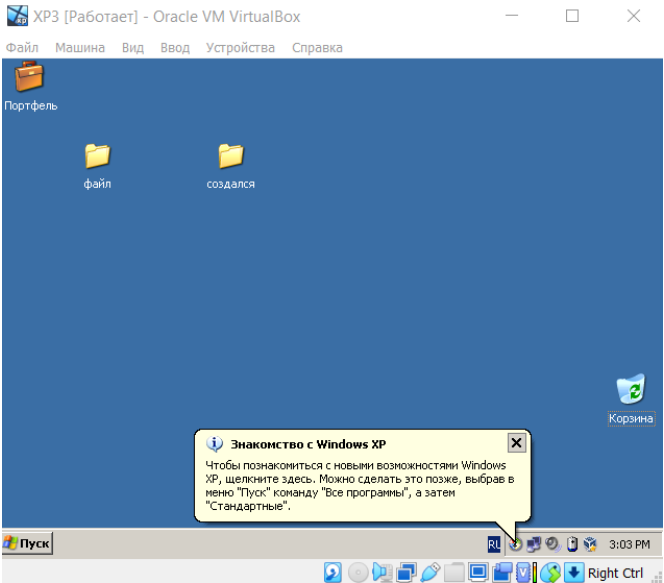 XP3 [Работает] - Oracle VM VirtualBox
Файл Машина Вид Ввод Устройства Справка
Портфель
файл создался
Корзина
Знакомство с Windows XP
Чтобы познакомиться с новыми возможностями Windows
XP, щелкните здесь. Можно сделать это позже, выбрав в
меню "Пуск" команду "Все программы", а затем
"Стандартные".
Пуск RU 3:03 PM
Right Ctrl